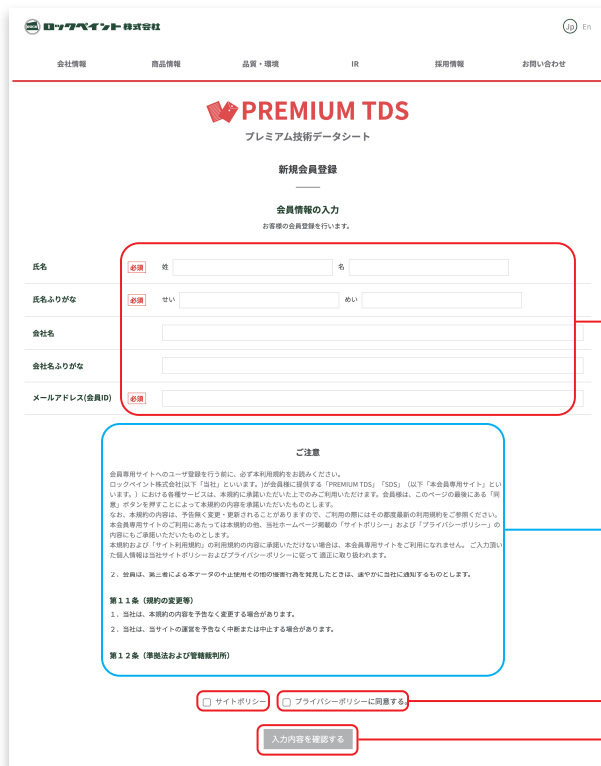 ROCK ロックペイント 株式会社
Jp En
会社情報 商品情報 品質・環境 IR 採用情報 お問い合わせ
PREMIUM TDS
プレミアム技術データシート
新規会員登録
会員情報の入力
お客様の会員登録を行います。
氏名 必須 姓 名
氏名ふりがな 必須 せい めい
会社名
会社名ふりがな
メールアドレス(会員ID) 必須
ご注意
会員専用サイトへのユーザ登録を行う前に、必ず本利用規約をお読みください。
ロックペイント株式会社(以下「当社」といいます。)が会員様に提供する「PREMIUM TDS」「SDS」（以下「本会員専用サイト」とい
います。）における各種サービスは、本規約に承諾いただいた上でのみご利用いただけます。会員様は、このページの最後にある「同
意」ボタンを押すことによって本規約の内容を承諾いただいたものとします。
なお、本規約の内容は、予告無く変更・更新されることがありますので、ご利用の際にはその都度最新の利用規約をご参照ください。
本会員専用サイトのご利用にあたっては本規約の他、当社ホームページ掲載の「サイトポリシー」および「プライバシーポリシー」の
内容にもご承諾いただいたものとします。
本規約および「サイト利用規約」の利用規約の内容に承諾いただけない場合は、本会員専用サイトをご利用になれません。 ご入力頂い
た個人情報は当社サイトポリシーおよびプライバシーポリシーに従って 適正に取り扱われます。
２．会員は、第三者による本データの不正使用その他の侵害行為を発見したときは、速やかに当社に通知するものとします。
第１１条（規約の変更等）
１．当社は、本規約の内容を予告なく変更する場合があります。
２．当社は、当サイトの運営を予告なく中断または中止する場合があります。
第１２条（準拠法および管轄裁判所）
サイトポリシー プライバシーポリシーに同意する。
入力内容を確認する